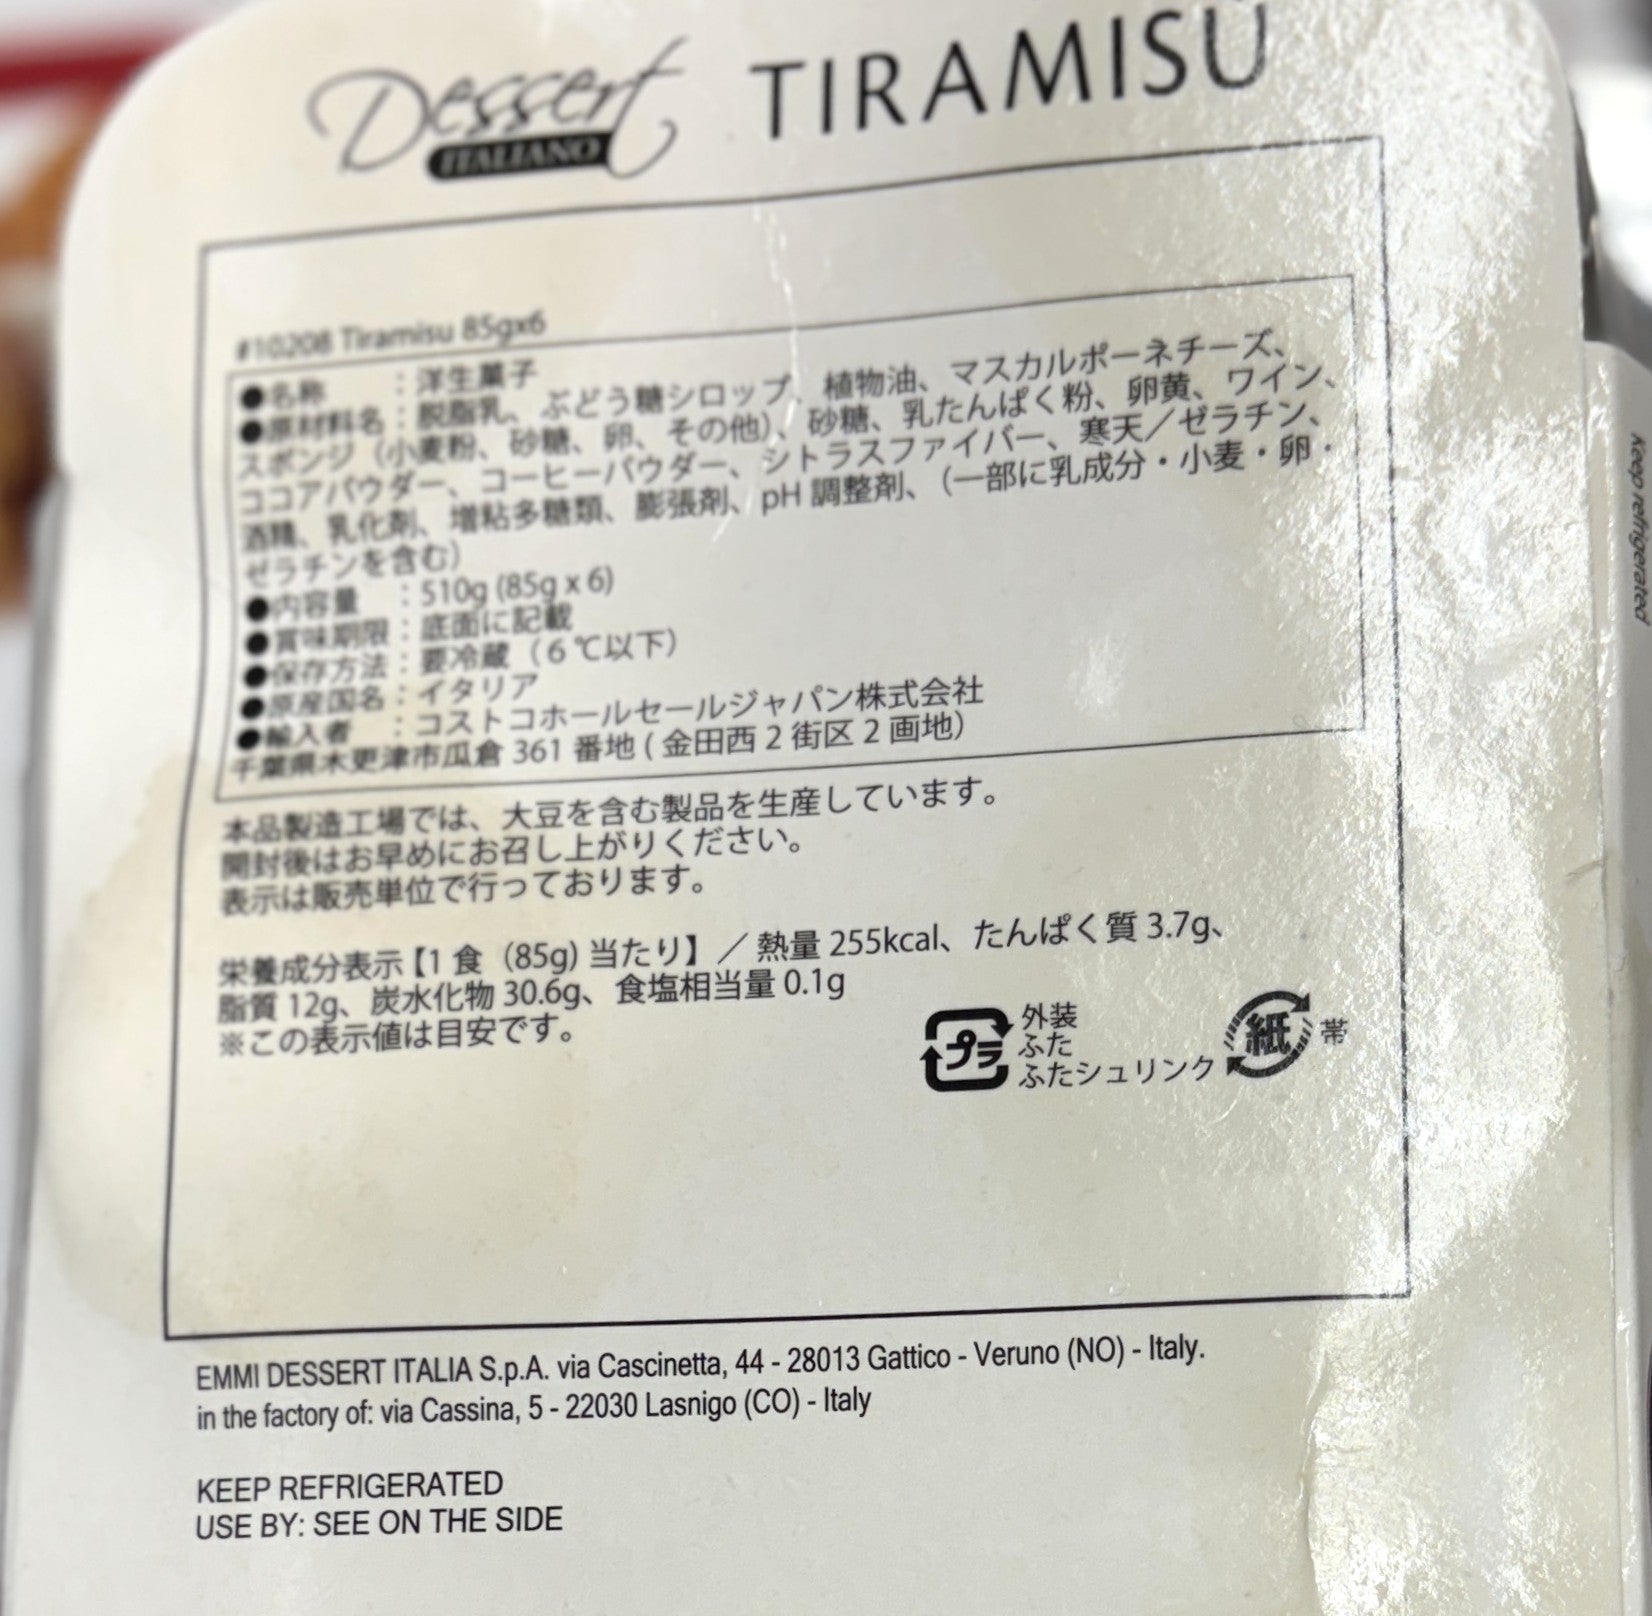 Dessert TIRAMISÙ
ITALIANO
#10208 Tiramisu 85gx6
●名称 ：洋生菓子
●原材料名：脱脂乳、ぶどう糖シロップ、植物油、マスカルポーネチーズ、
スポンジ（小麦粉、砂糖、卵、その他）、砂糖、乳たんぱく粉、卵黄、ワイン、
ココアパウダー、コーヒーパウダー、シトラスファイバー、寒天／ゼラチン、
酒精、乳化剤、増粘多糖類、膨張剤、pH 調整剤、（一部に乳成分・小麦・卵・
ゼラチンを含む）
●内容量 ：510g (85g x 6)
●賞味期限：底面に記載
●保存方法：要冷蔵（6℃以下）
●原産国名：イタリア
●輸入者 ：コストコホールセールジャパン株式会社
千葉県木更津市瓜倉 361 番地 ( 金田西 2 街区 2 画地）
本品製造工場では、大豆を含む製品を生産しています。
開封後はお早めにお召し上がりください。
表示は販売単位で行っております。
栄養成分表示【1 食（85g) 当たり】／ 熱量 255kcal、たんぱく質 3.7g、
脂質 12g、炭水化物 30.6g、食塩相当量 0.1g
※この表示値は目安です。
プラ 外装
ふた
ふたシュリンク
紙 帯
EMMI DESSERT ITALIA S.p.A. via Cascinetta, 44 - 28013 Gattico - Veruno (NO) - Italy.
in the factory of: via Cassina, 5 - 22030 Lasnigo (CO) - Italy
KEEP REFRIGERATED
USE BY: SEE ON THE SIDE
Keep refrigerated